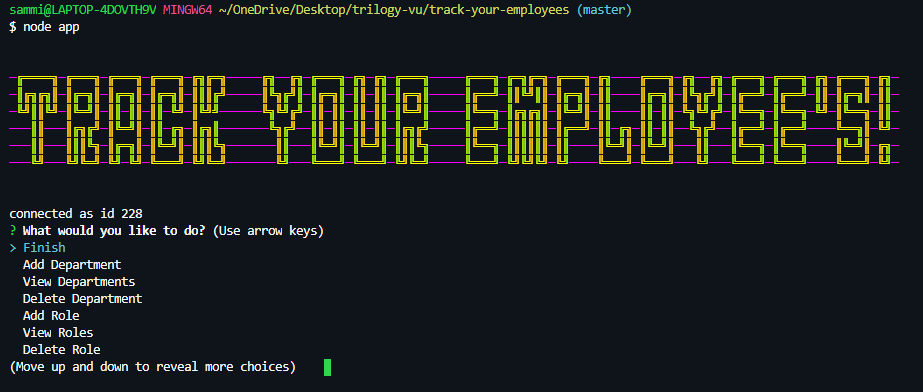 sammi@LAPTOP-4DOVTH9V MINGW64 ~/OneDrive/Desktop/trilogy-vu/track-your-employees (master)
$ node app
TRACK YOUR EMPLOYEE'S!
connected as id 228
? What would you like to do? (Use arrow keys)
> Finish
Add Department
View Departments
Delete Department
Add Role
View Roles
Delete Role
(Move up and down to reveal more choices)